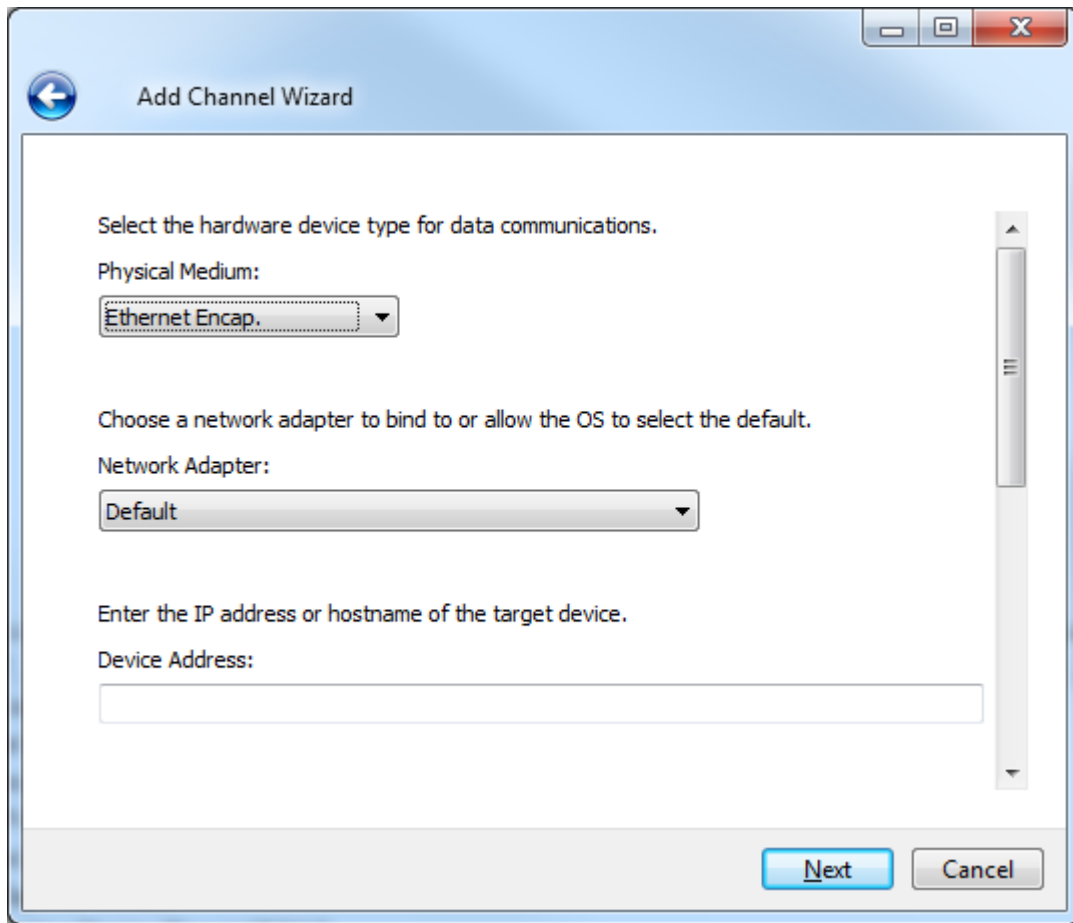 Add Channel Wizard
Select the hardware device type for data communications.
Physical Medium:
Ethernet Encap.
Choose a network adapter to bind to or allow the OS to select the default.
Network Adapter:
Default
Enter the IP address or hostname of the target device.
Device Address:
Next
Cancel